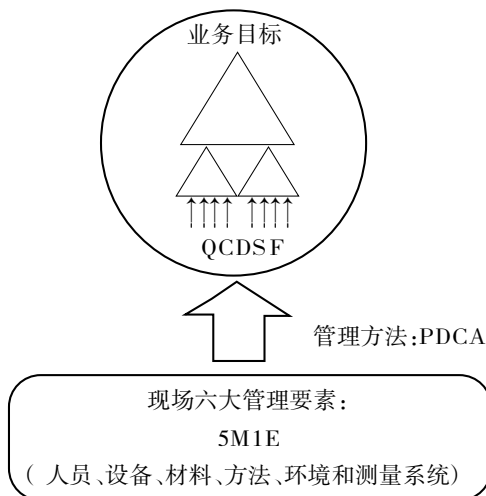 业务目标
QCDSF
管理方法:PDCA
现场六大管理要素:
5M1E
( 人员、设备、材料、方法、环境和测量系统)